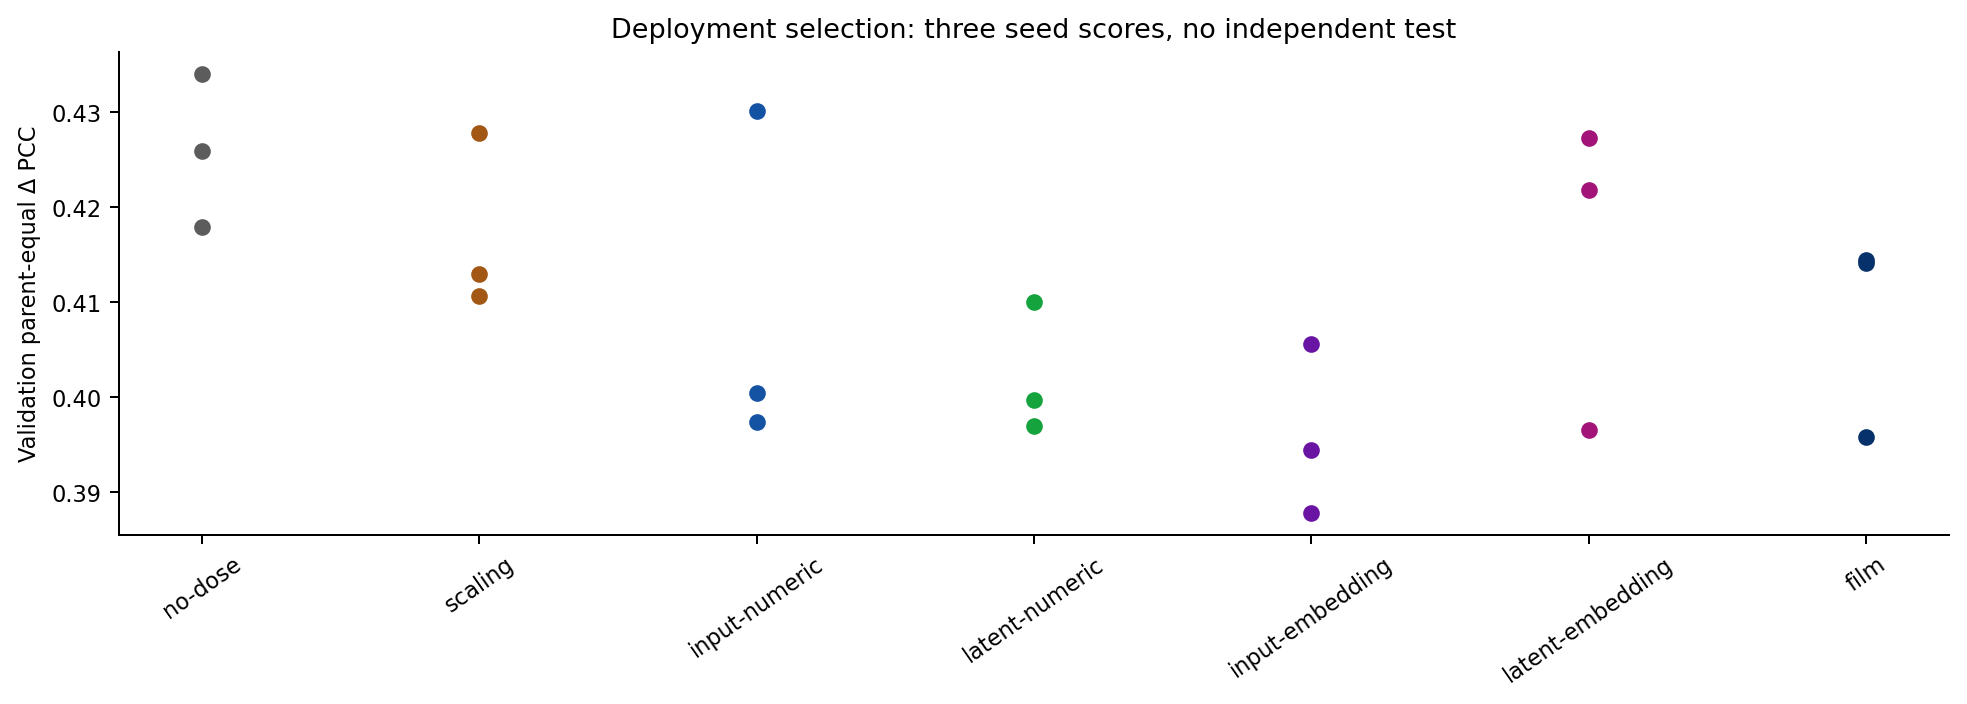 Deployment selection: three seed scores, no independent test
Validation parent-equal Δ PCC
0.43
0.42
0.41
0.40
0.39
no-dose
scaling
input-numeric
latent-numeric
input-embedding
latent-embedding
film